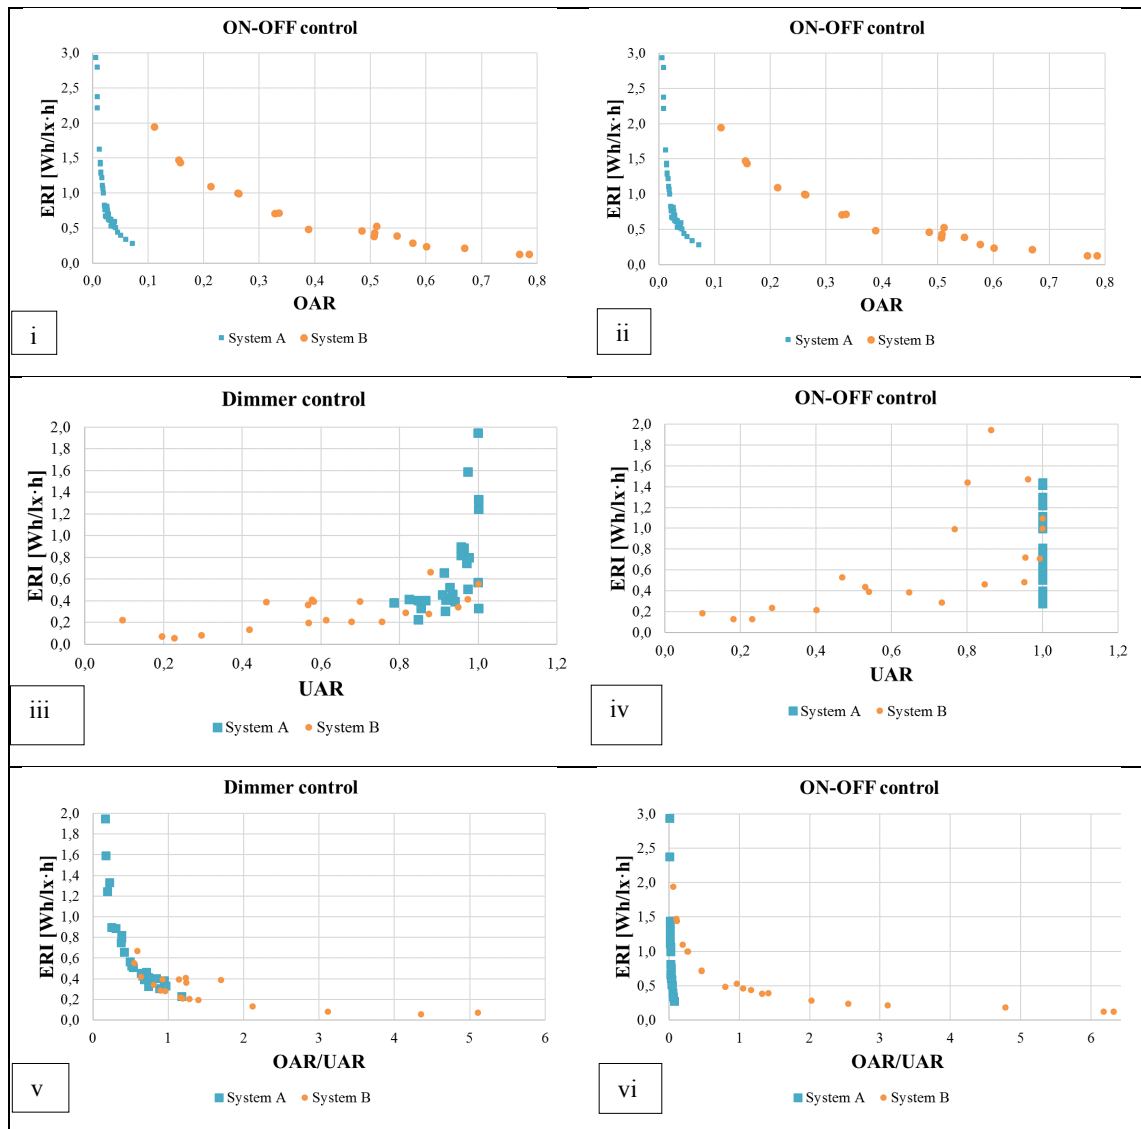 ON-OFF control
3,0
2,5
2,0
1,5
1,0
0,5
0,0
ERI [Wh/lx·h]
0,0 0,1 0,2 0,3 0,4 0,5 0,6 0,7 0,8
OAR
System A System B
i
ON-OFF control
3,0
2,5
2,0
1,5
1,0
0,5
0,0
ERI [Wh/lx·h]
0,0 0,1 0,2 0,3 0,4 0,5 0,6 0,7 0,8
OAR
System A System B
ii
Dimmer control
2,0
1,8
1,6
1,4
1,2
1,0
0,8
0,6
0,4
0,2
0,0
ERI [Wh/lx·h]
0,0 0,2 0,4 0,6 0,8 1,0 1,2
UAR
System A System B
iii
ON-OFF control
2,0
1,8
1,6
1,4
1,2
1,0
0,8
0,6
0,4
0,2
0,0
ERI [Wh/lx·h]
0,0 0,2 0,4 0,6 0,8 1,0 1,2
UAR
System A System B
iv
Dimmer control
2,0
1,8
1,6
1,4
1,2
1,0
0,8
0,6
0,4
0,2
0,0
ERI [Wh/lx·h]
0 1 2 3 4 5 6
OAR/UAR
System A System B
v
ON-OFF control
3,0
2,5
2,0
1,5
1,0
0,5
0,0
ERI [Wh/lx·h]
0 1 2 3 4 5 6
OAR/UAR
System A System B
vi